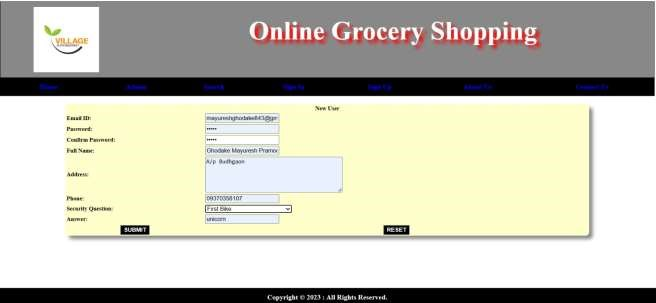 VILLAGE
Online Grocery Shopping
Home Admin Search Sign In Sign Up About Us Contact Us
New User
Email ID: mayureshghodake843@gm
Password: •••••
Confirm Password: •••••
Full Name: Ghodake Mayuresh Pramod
Address: A/p Budhgaon
Phone: 09370358107
Security Question: First Bike
Answer: unicorn
SUBMIT RESET
Copyright © 2023 : All Rights Reserved.